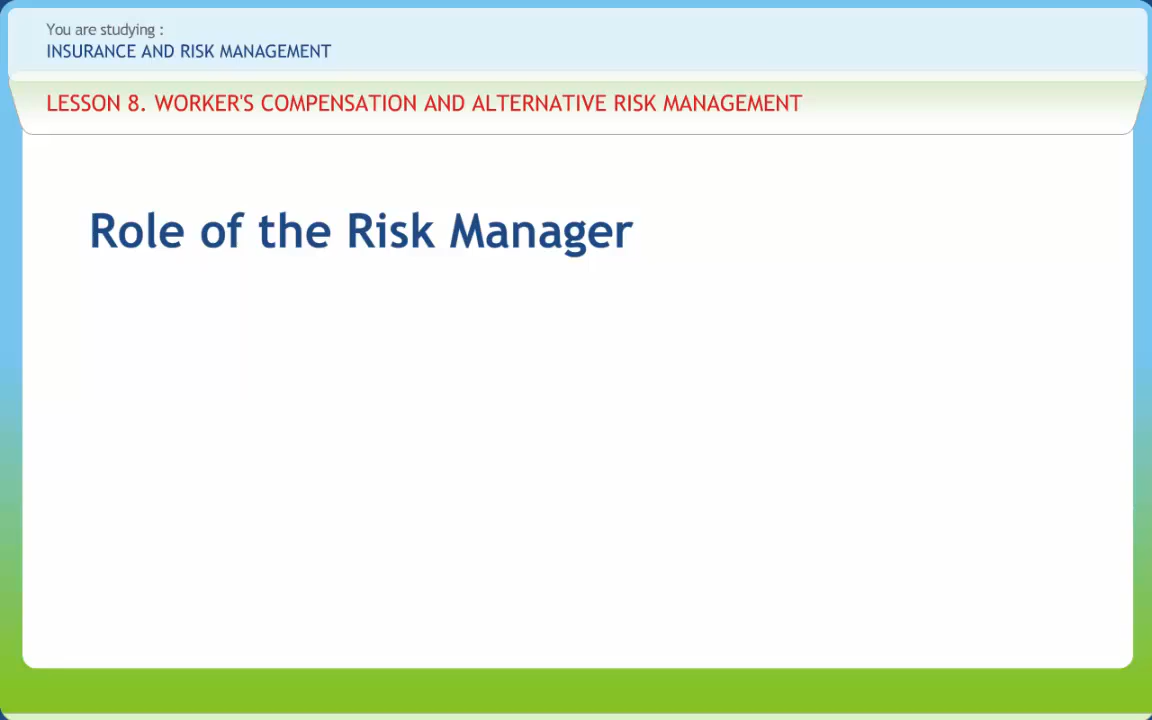 You are studying :
INSURANCE AND RISK MANAGEMENT
LESSON 8. WORKER'S COMPENSATION AND ALTERNATIVE RISK MANAGEMENT
Role of the Risk Manager